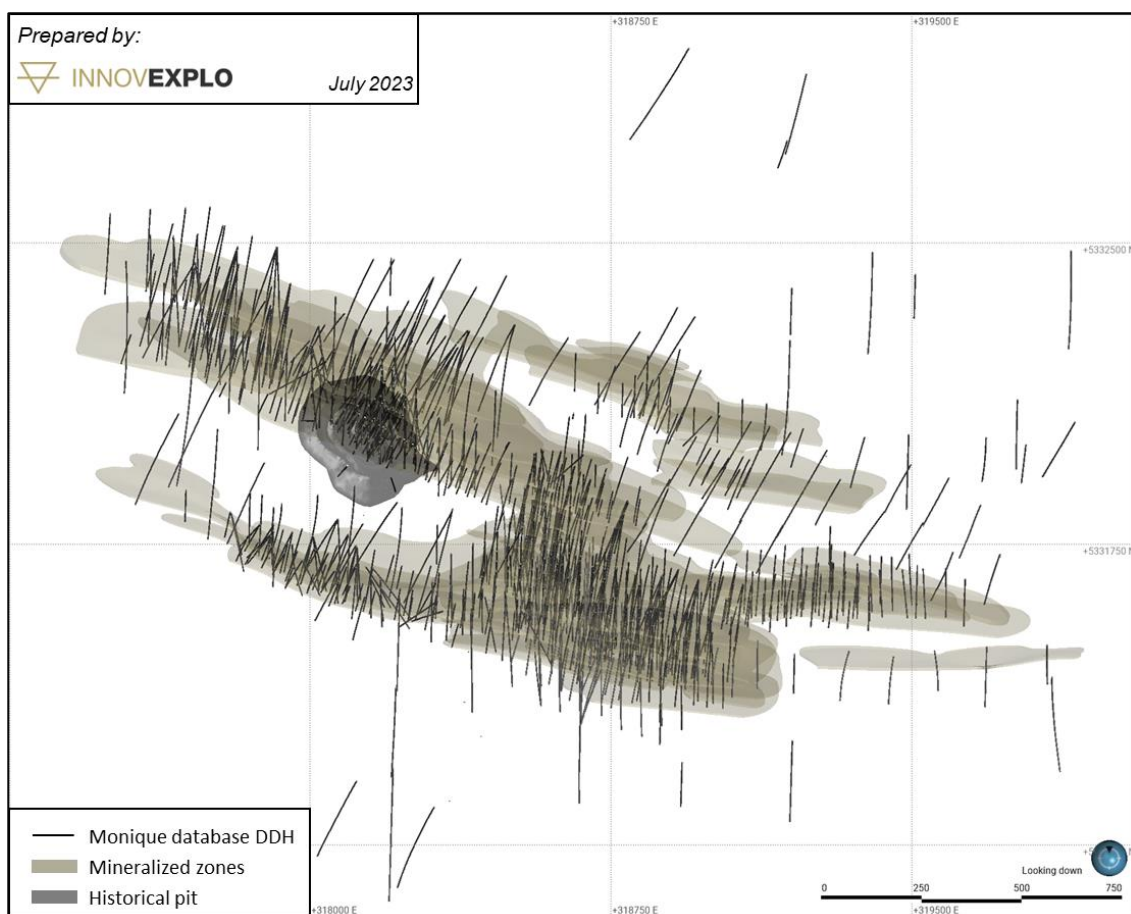 Prepared by:
INNOVEXPLO
July 2023
+318750 E
+319500 E
+5332500 N
+5331750 N
Monique database DDH
Mineralized zones
Historical pit
+318000 E
+318750 E
+319500 E
Looking down
0 250 500 750